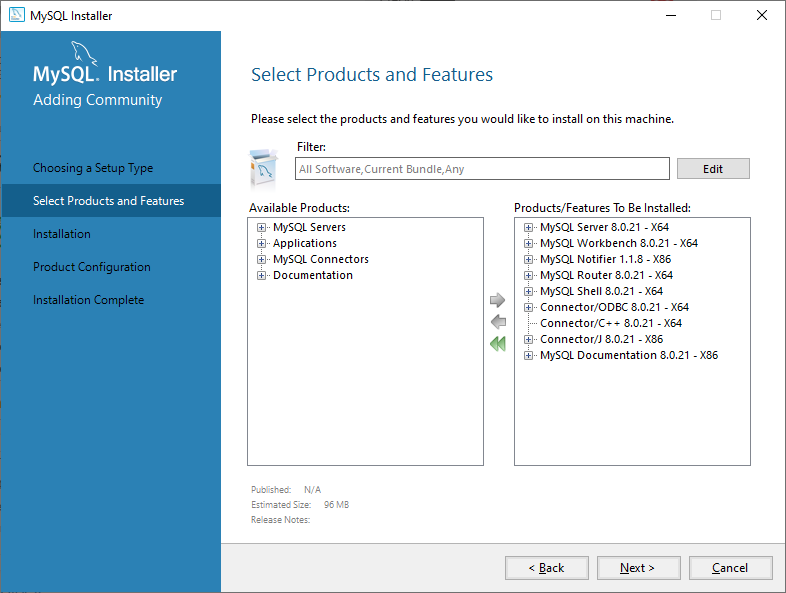 MySQL Installer
MySQL. Installer
Adding Community
Choosing a Setup Type
Select Products and Features
Installation
Product Configuration
Installation Complete
Select Products and Features
Please select the products and features you would like to install on this machine.
Filter:
All Software,Current Bundle,Any
Edit
Available Products:
MySQL Servers
Applications
MySQL Connectors
Documentation
Products/Features To Be Installed:
MySQL Server 8.0.21 - X64
MySQL Workbench 8.0.21 - X64
MySQL Notifier 1.1.8 - X86
MySQL Router 8.0.21 - X64
MySQL Shell 8.0.21 - X64
Connector/ODBC 8.0.21 - X64
Connector/C++ 8.0.21 - X64
Connector/J 8.0.21 - X86
MySQL Documentation 8.0.21 - X86
Published: N/A
Estimated Size: 96 MB
Release Notes:
< Back
Next >
Cancel